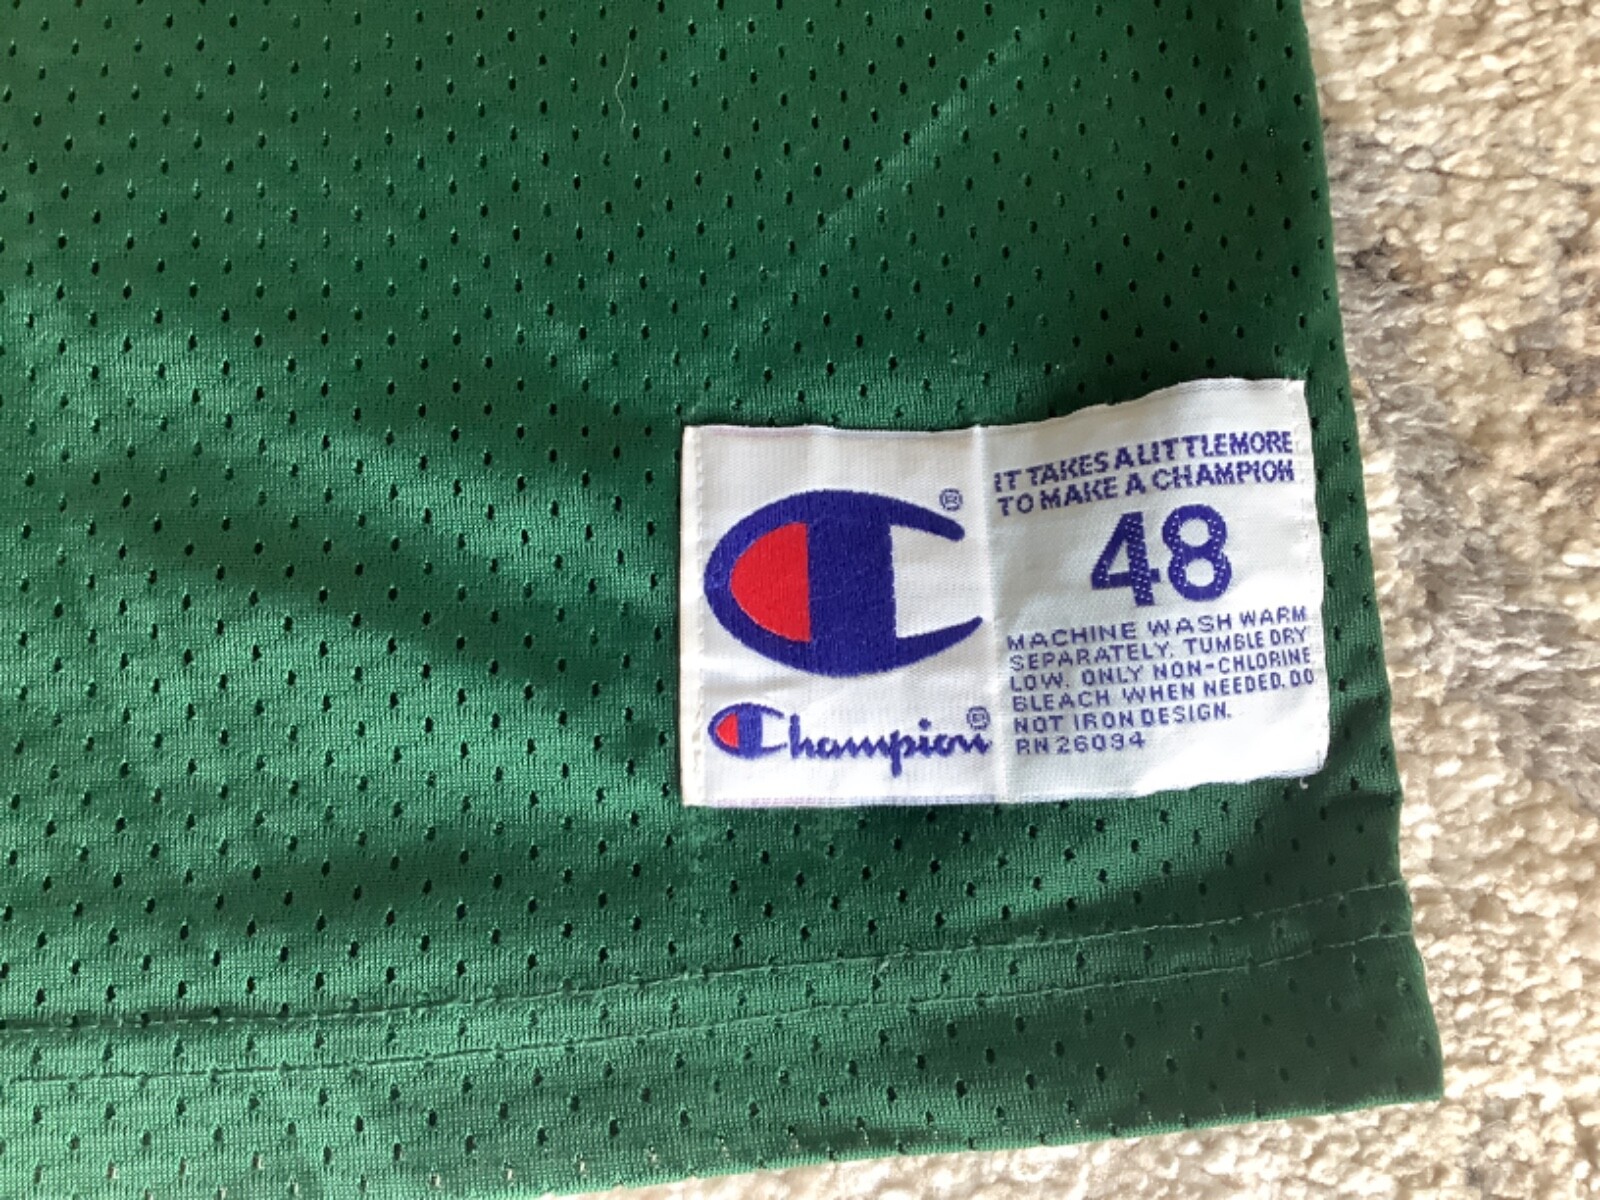 ®
Champion®
IT TAKES A LITTLE MORE
TO MAKE A CHAMPION
48
MACHINE WASH WARM
SEPARATELY. TUMBLE DRY
LOW. ONLY NON-CHLORINE
BLEACH WHEN NEEDED. DO
NOT IRON DESIGN.
RN 26094